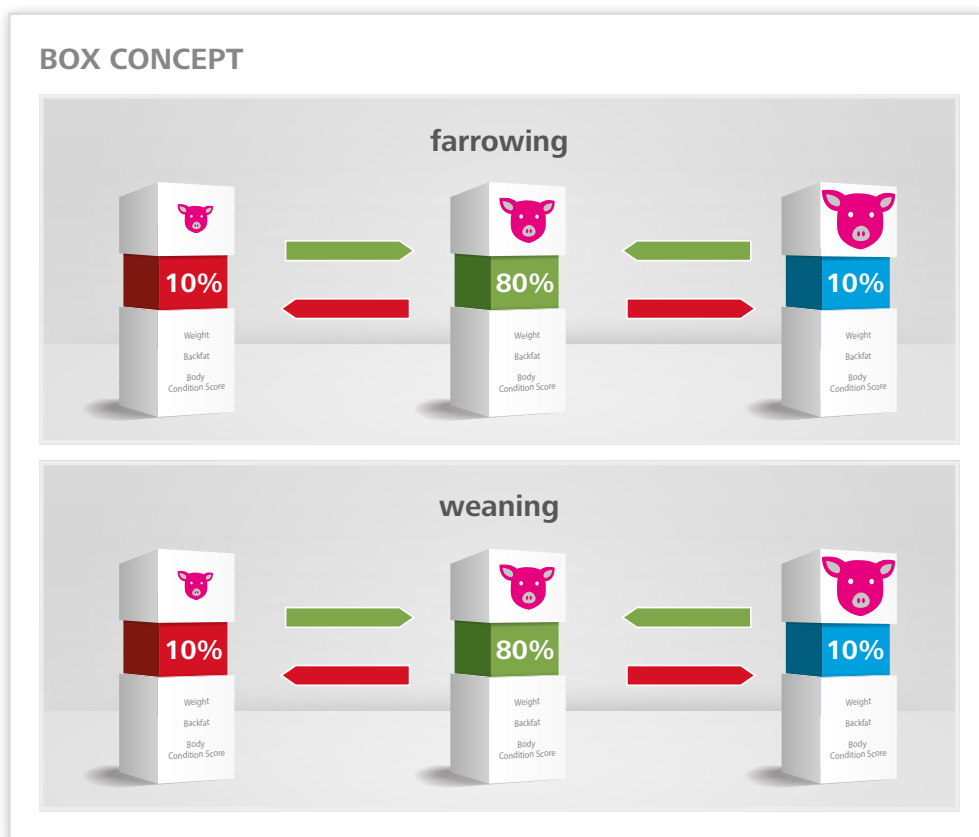 BOX CONCEPT
farrowing
10%
80%
10%
Weight
Backfat
Body
Condition Score
Weight
Backfat
Body
Condition Score
Weight
Backfat
Body
Condition Score
weaning
10%
80%
10%
Weight
Backfat
Body
Condition Score
Weight
Backfat
Body
Condition Score
Weight
Backfat
Body
Condition Score